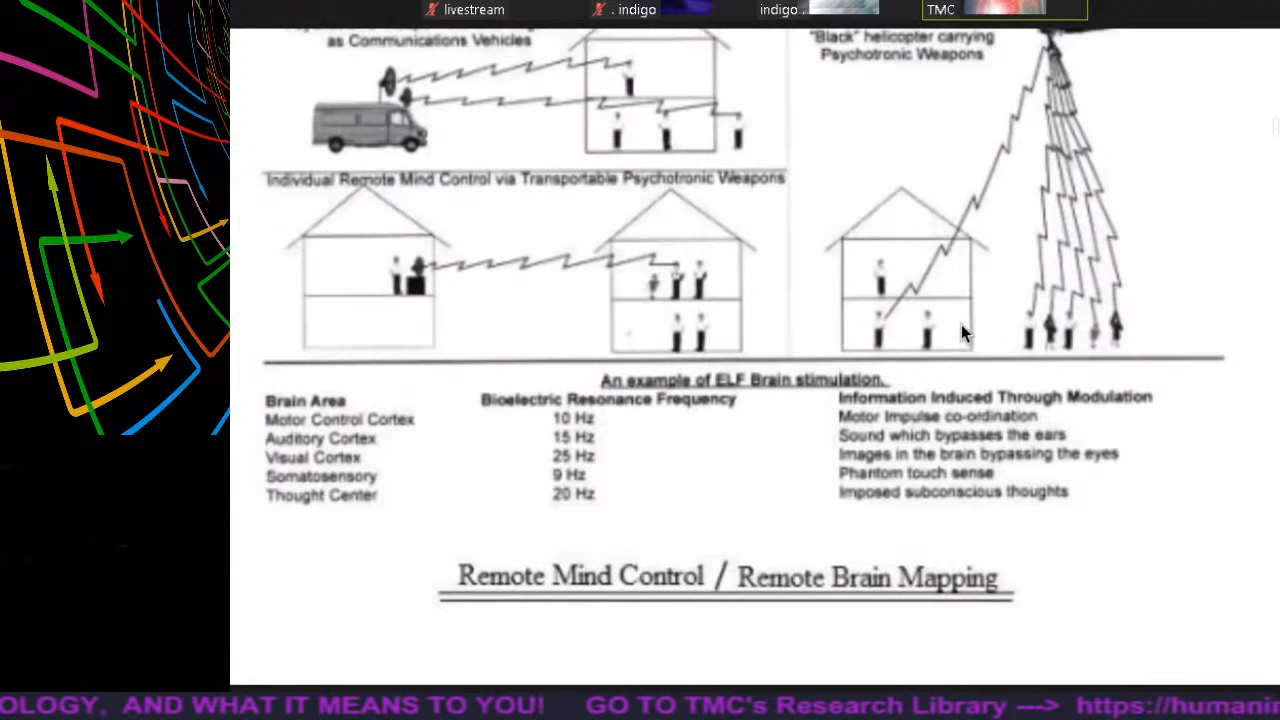 livestream
. indigo
indigo .
TMC
as Communications Vehicles
"Black" helicopter carrying
Psychotronic Weapons
Individual Remote Mind Control via Transportable Psychotronic Weapons
An example of ELF Brain stimulation.
Brain Area Bioelectric Resonance Frequency Information Induced Through Modulation
Motor Control Cortex 10 Hz Motor Impulse co-ordination
Auditory Cortex 15 Hz Sound which bypasses the ears
Visual Cortex 25 Hz Images in the brain bypassing the eyes
Somatosensory 9 Hz Phantom touch sense
Thought Center 20 Hz Imposed subconscious thoughts
Remote Mind Control / Remote Brain Mapping
OLOGY, AND WHAT IT MEANS TO YOU! GO TO TMC's Research Library ---> https://humani